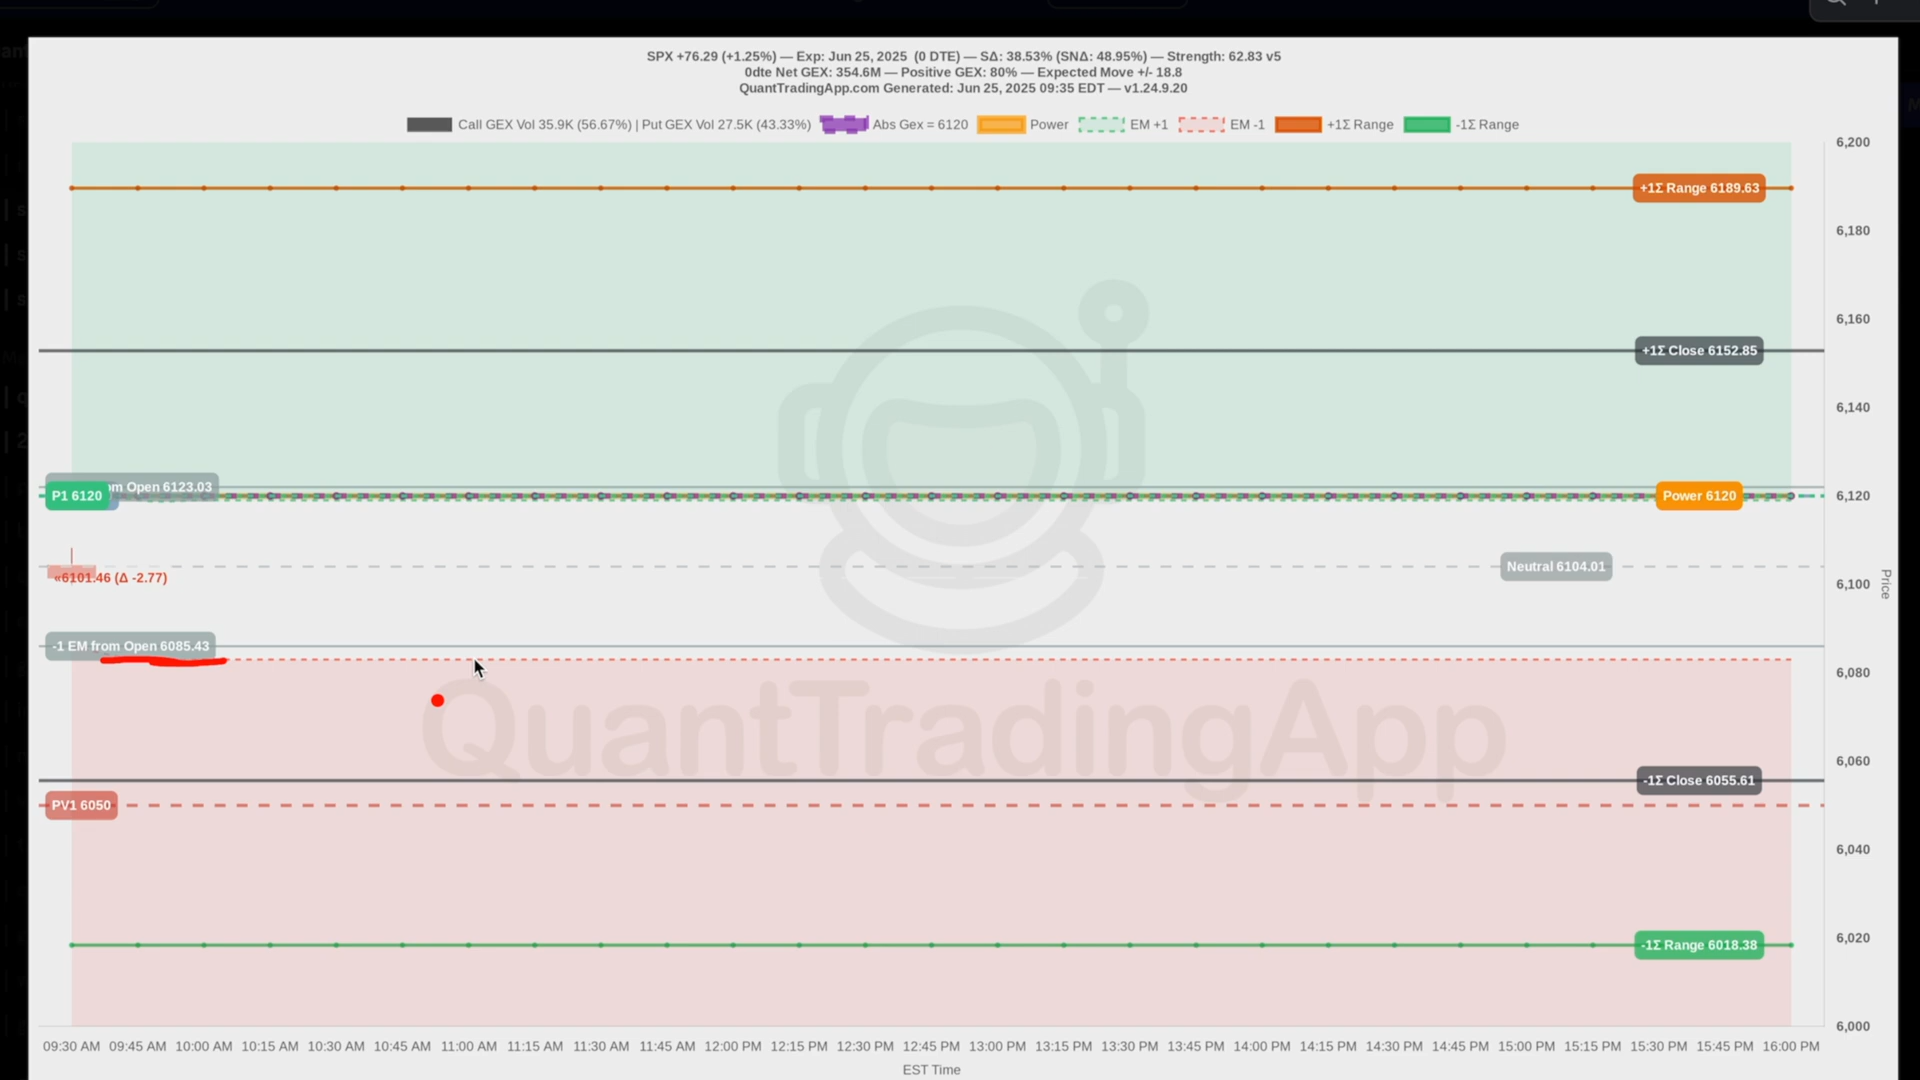 SPX +76.29 (+1.25%) — Exp: Jun 25, 2025 (0 DTE) — SΔ: 38.53% (SNΔ: 48.95%) — Strength: 62.83 v5
0dte Net GEX: 354.6M — Positive GEX: 80% — Expected Move +/- 18.8
QuantTradingApp.com Generated: Jun 25, 2025 09:35 EDT — v1.24.9.20
Call GEX Vol 35.9K (56.67%) | Put GEX Vol 27.5K (43.33%) Abs Gex = 6120 Power EM +1 EM -1 +1Σ Range -1Σ Range
6,200
+1Σ Range 6189.63
6,180
6,160
+1Σ Close 6152.85
6,140
om Open 6123.03
P1 6120 Power 6120 6,120
Neutral 6104.01
«6101.46 (Δ -2.77) 6,100
Price
-1 EM from Open 6085.43
6,080
QuantTradingApp
6,060
-1Σ Close 6055.61
PV1 6050
6,040
6,020
-1Σ Range 6018.38
6,000
09:30 AM 09:45 AM 10:00 AM 10:15 AM 10:30 AM 10:45 AM 11:00 AM 11:15 AM 11:30 AM 11:45 AM 12:00 PM 12:15 PM 12:30 PM 12:45 PM 13:00 PM 13:15 PM 13:30 PM 13:45 PM 14:00 PM 14:15 PM 14:30 PM 14:45 PM 15:00 PM 15:15 PM 15:30 PM 15:45 PM 16:00 PM
EST Time